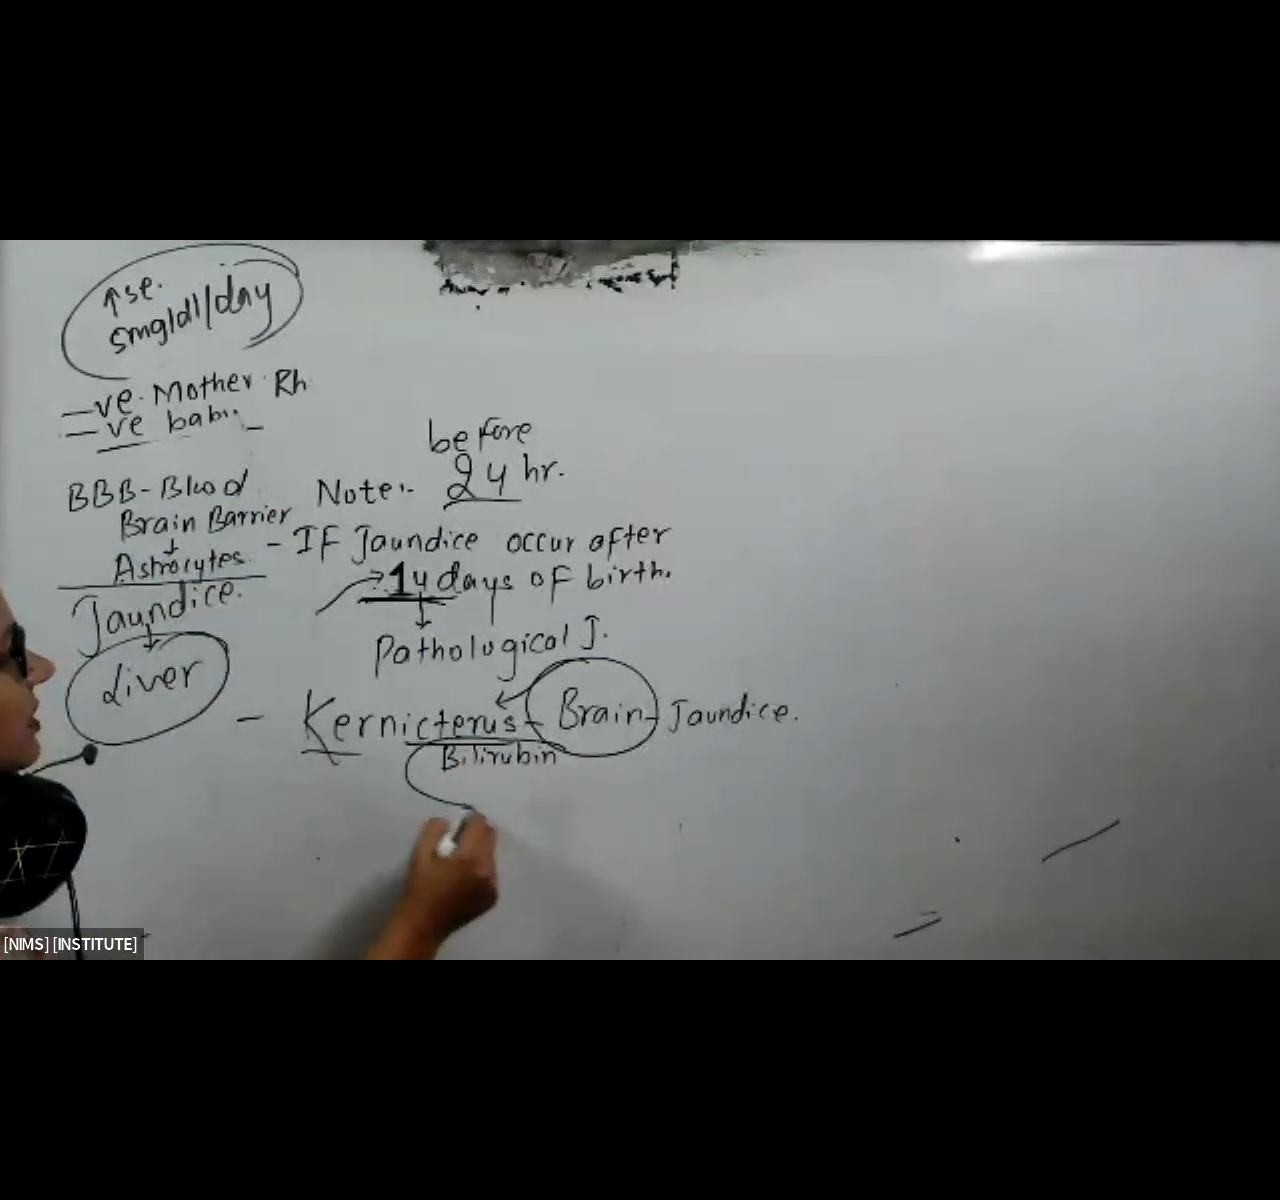 ↑se.
5mg/dl/day
-ve. Mother Rh
-ve baby
BBB - Blood
Brain Barrier
↓
Astrocytes.
Jaundice.
↓
Liver
before
Note:- 24 hr.
- IF Jaundice occur after
→ 14 days of birth.
↓
Pathological J.
- Kernicterus - Brain - Jaundice.
Bilirubin
[NIMS] [INSTITUTE]